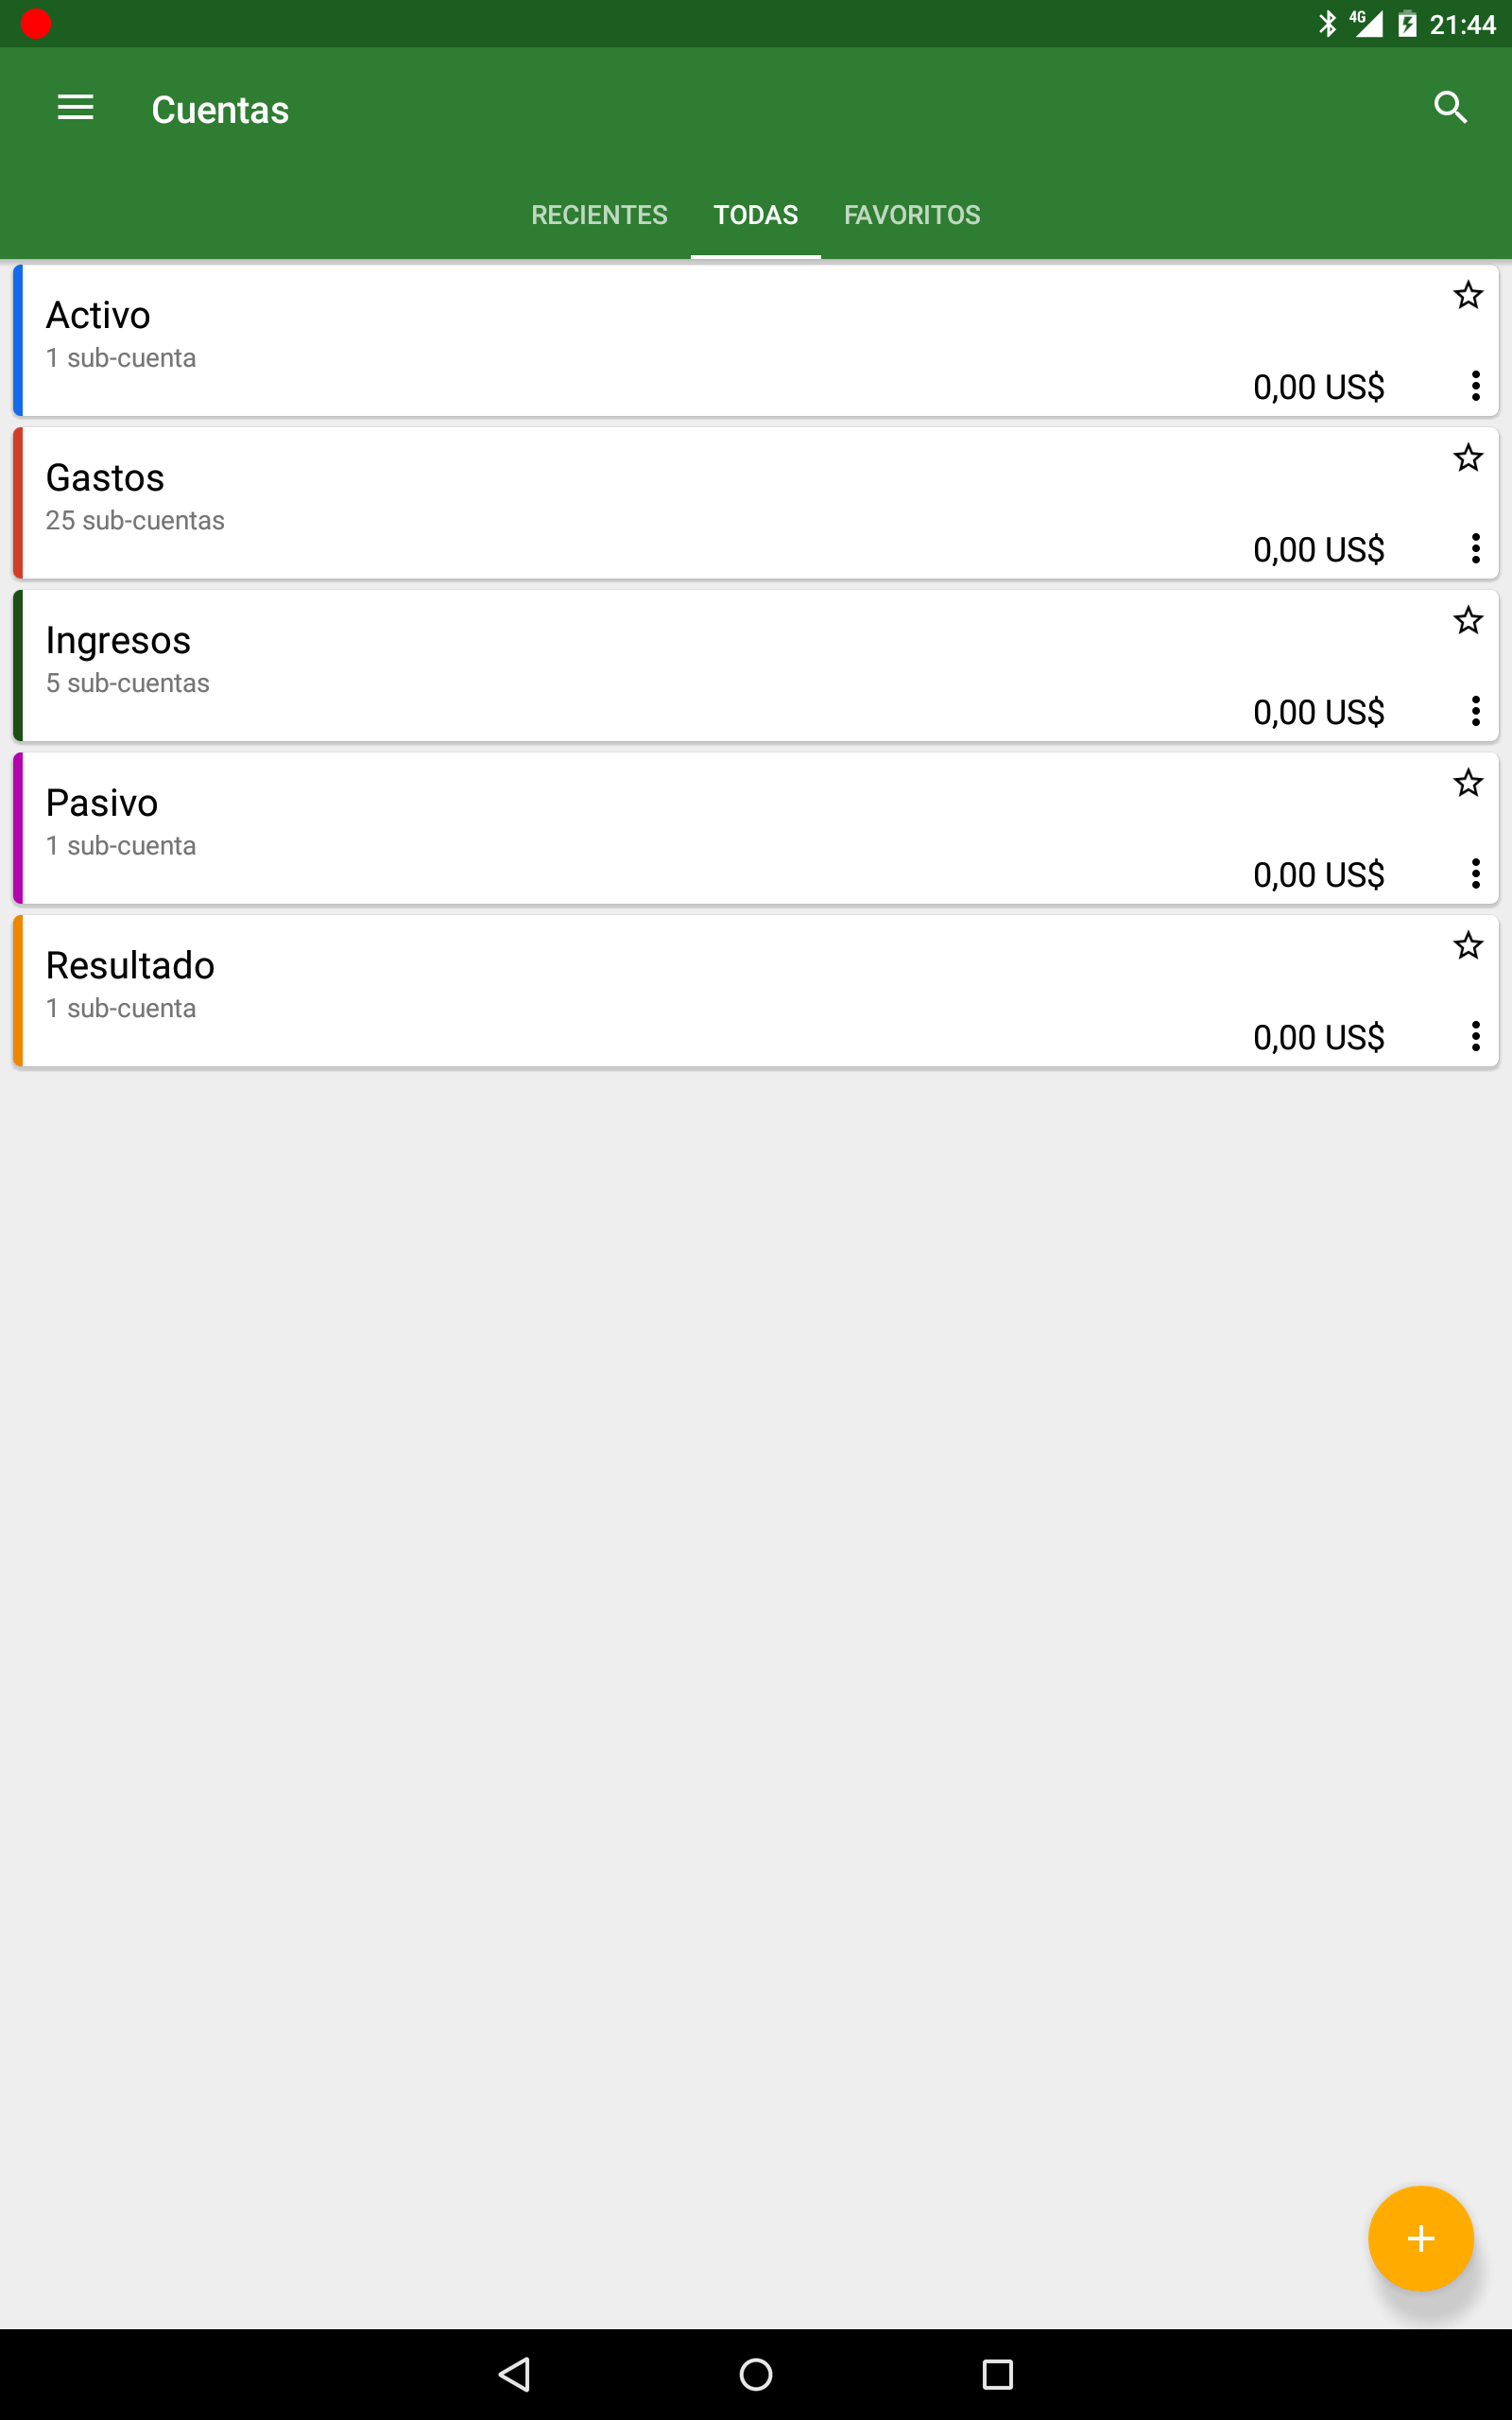 4G 21:44
Cuentas
RECIENTES TODAS FAVORITOS
Activo
1 sub-cuenta
0,00 US$
Gastos
25 sub-cuentas
0,00 US$
Ingresos
5 sub-cuentas
0,00 US$
Pasivo
1 sub-cuenta
0,00 US$
Resultado
1 sub-cuenta
0,00 US$